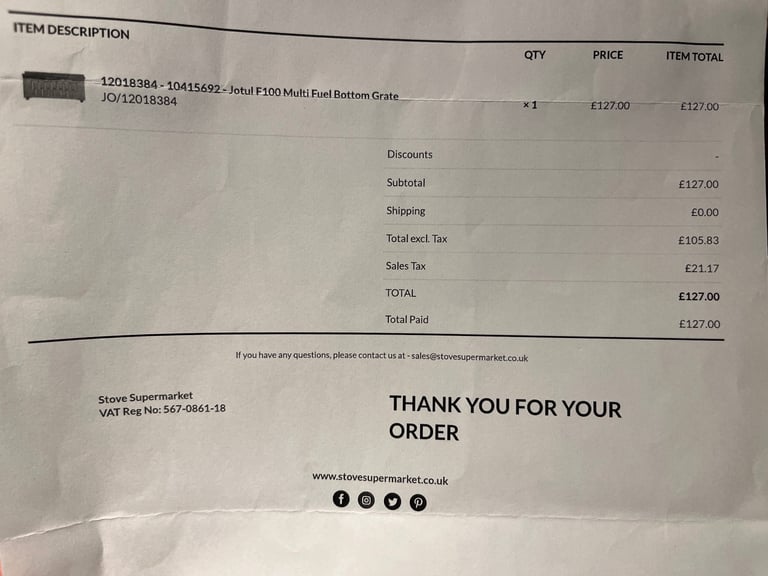 ITEM DESCRIPTION
QTY PRICE ITEM TOTAL
12018384 - 10415692 - Jotul F100 Multi Fuel Bottom Grate
JO/12018384
× 1 £127.00 £127.00
Discounts -
Subtotal £127.00
Shipping £0.00
Total excl. Tax £105.83
Sales Tax £21.17
TOTAL £127.00
Total Paid £127.00
If you have any questions, please contact us at - sales@stovesupermarket.co.uk
Stove Supermarket
VAT Reg No: 567-0861-18
THANK YOU FOR YOUR
ORDER
www.stovesupermarket.co.uk